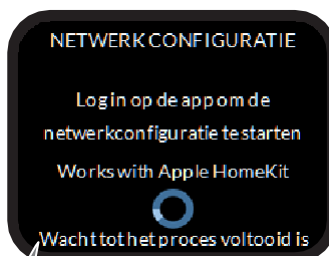 NETWERK CONFIGURATIE
Log in op de app om de
netwerkconfiguratie te starten
Works with Apple HomeKit
Wacht tot het proces voltooid is